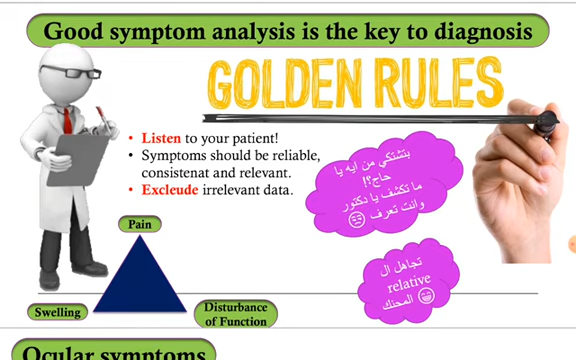 Good symptom analysis is the key to diagnosis
GOLDEN RULES
• Listen to your patient!
• Symptoms should be reliable,
consistenat and relevant.
• Excleude irrelevant data.
بتشتكي من ايه يا
حاج؟!
ما تكشف يا دكتور
وانت تعرف 😒
Pain
Swelling
Disturbance
of Function
تجاهل ال
relative
المحنك 😄
Ocular symptoms